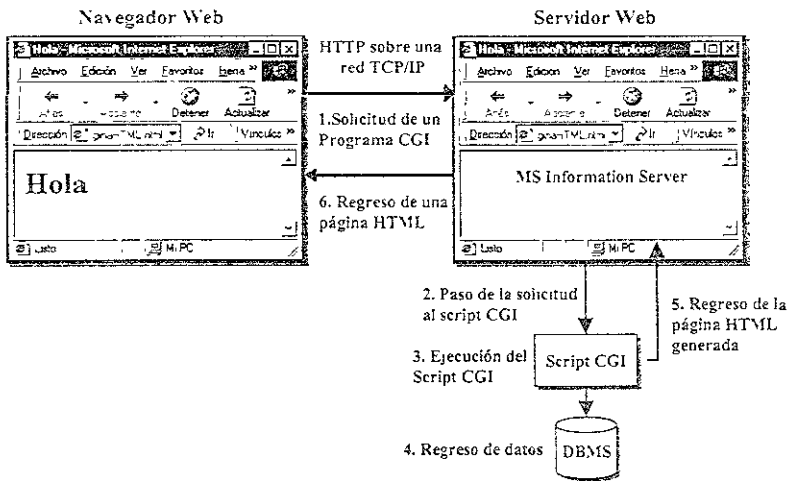 Navegador Web
Servidor Web
Hola - Microsoft Internet Explorer
Archivo Edición Ver Favoritos
Detener Actualizar
Dirección
Ir
Vínculos »
Hola
Listo
Mi PC
HTTP sobre una
red TCP/IP
1.Solicitud de un
Programa CGI
6. Regreso de una
página HTML
Hola - Microsoft Internet Explorer
Archivo Edición Ver Favoritos
Detener Actualizar
Dirección
Ir
Vínculos »
MS Information Server
Listo
Mi PC
2. Paso de la solicitud
al script CGI
3. Ejecución del
Script CGI
Script CGI
5. Regreso de la
página HTML
generada
4. Regreso de datos
DBMS